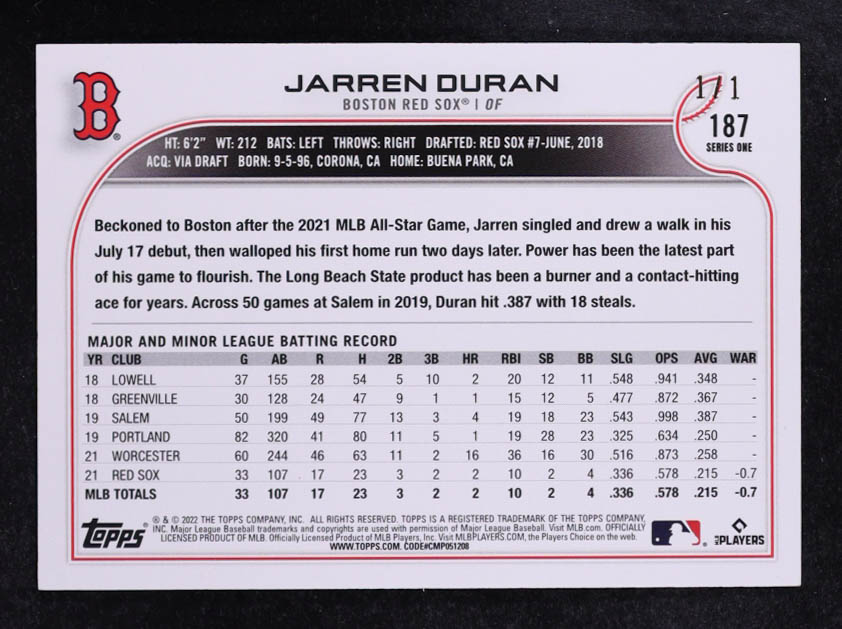 B
JARREN DURAN
BOSTON RED SOX® | OF
1/1
187
SERIES ONE
HT: 6'2" WT: 212 BATS: LEFT THROWS: RIGHT DRAFTED: RED SOX #7-JUNE, 2018
ACQ: VIA DRAFT BORN: 9-5-96, CORONA, CA HOME: BUENA PARK, CA
Beckoned to Boston after the 2021 MLB All-Star Game, Jarren singled and drew a walk in his
July 17 debut, then walloped his first home run two days later. Power has been the latest part
of his game to flourish. The Long Beach State product has been a burner and a contact-hitting
ace for years. Across 50 games at Salem in 2019, Duran hit .387 with 18 steals.
MAJOR AND MINOR LEAGUE BATTING RECORD
YR CLUB G AB R H 2B 3B HR RBI SB BB SLG OPS AVG WAR
18 LOWELL 37 155 28 54 5 10 2 20 12 11 .548 .941 .348 -
18 GREENVILLE 30 128 24 47 9 1 1 15 12 5 .477 .872 .367 -
19 SALEM 50 199 49 77 13 3 4 19 18 23 .543 .998 .387 -
19 PORTLAND 82 320 41 80 11 5 1 19 28 23 .325 .634 .250 -
21 WORCESTER 60 244 46 63 11 2 16 36 16 30 .516 .873 .258 -
21 RED SOX 33 107 17 23 3 2 2 10 2 4 .336 .578 .215 -0.7
MLB TOTALS 33 107 17 23 3 2 2 10 2 4 .336 .578 .215 -0.7
Topps®
® & © 2022 THE TOPPS COMPANY, INC. ALL RIGHTS RESERVED. TOPPS IS A REGISTERED TRADEMARK OF THE TOPPS COMPANY,
INC. Major League Baseball trademarks and copyrights are used with permission of Major League Baseball. Visit MLB.com. OFFICIALLY
LICENSED PRODUCT OF MLB. Officially Licensed Product of MLB Players, Inc. Visit MLBPLAYERS.COM, the Players Choice on the web.
WWW.TOPPS.COM. CODE#CMP051208
MLB PLAYERS